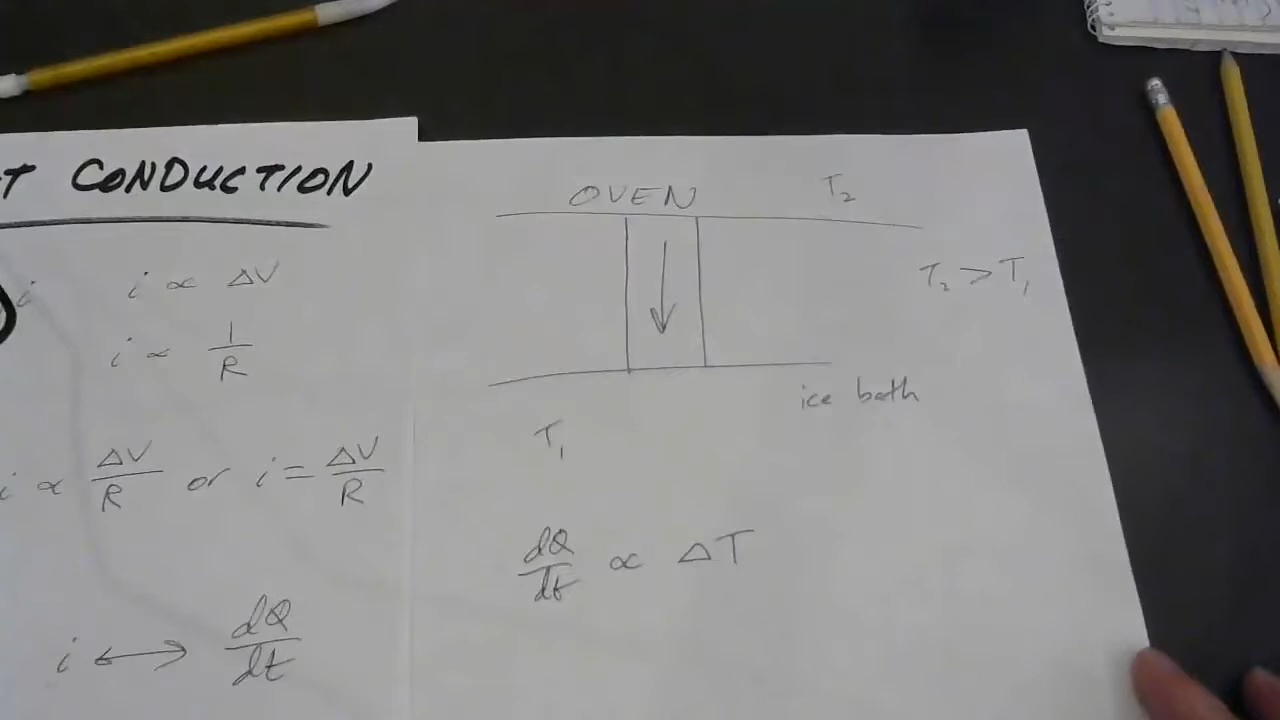 T CONDUCTION
i i ∝ ΔV
i ∝ 1/R
i ∝ ΔV/R or i = ΔV/R
i ↔ dQ/dt
OVEN T₂
T₂ > T₁
ice bath
T₁
dQ/dt ∝ ΔT